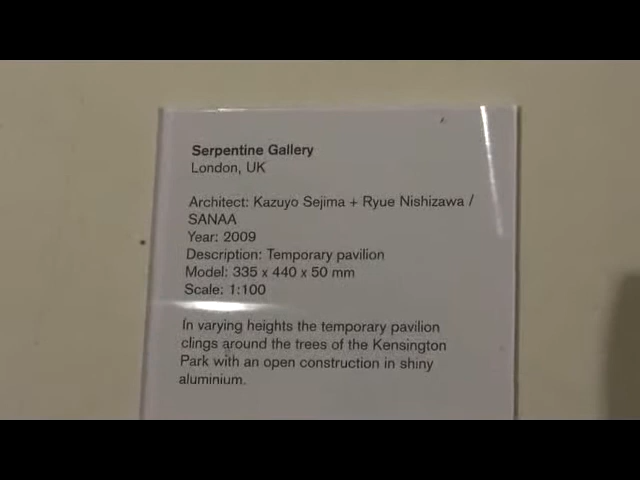 Serpentine Gallery
London, UK
Architect: Kazuyo Sejima + Ryue Nishizawa /
SANAA
Year: 2009
Description: Temporary pavilion
Model: 335 x 440 x 50 mm
Scale: 1:100
In varying heights the temporary pavilion
clings around the trees of the Kensington
Park with an open construction in shiny
aluminium.